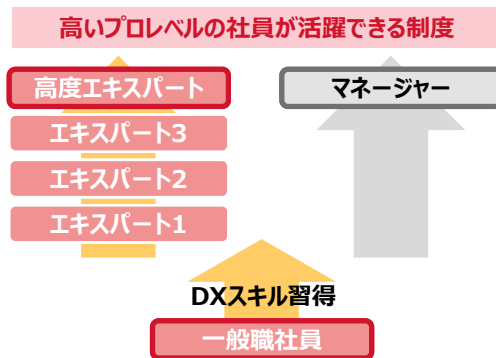 高いプロレベルの社員が活躍できる制度
高度エキスパート
マネージャー
エキスパート3
エキスパート2
エキスパート1
DXスキル習得
一般職社員